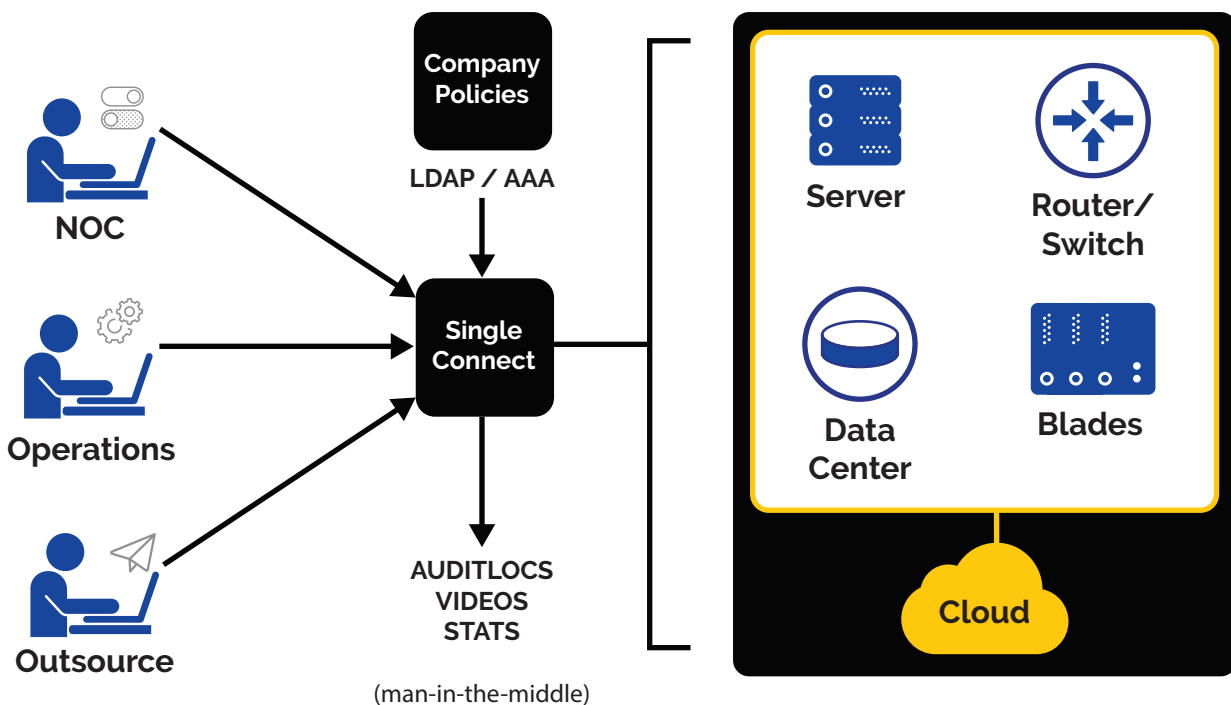 Company
Policies
LDAP / AAA
NOC
Operations
Outsource
Single
Connect
AUDITLOCS
VIDEOS
STATS
(man-in-the-middle)
Server
Router/
Switch
Data
Center
Blades
Cloud